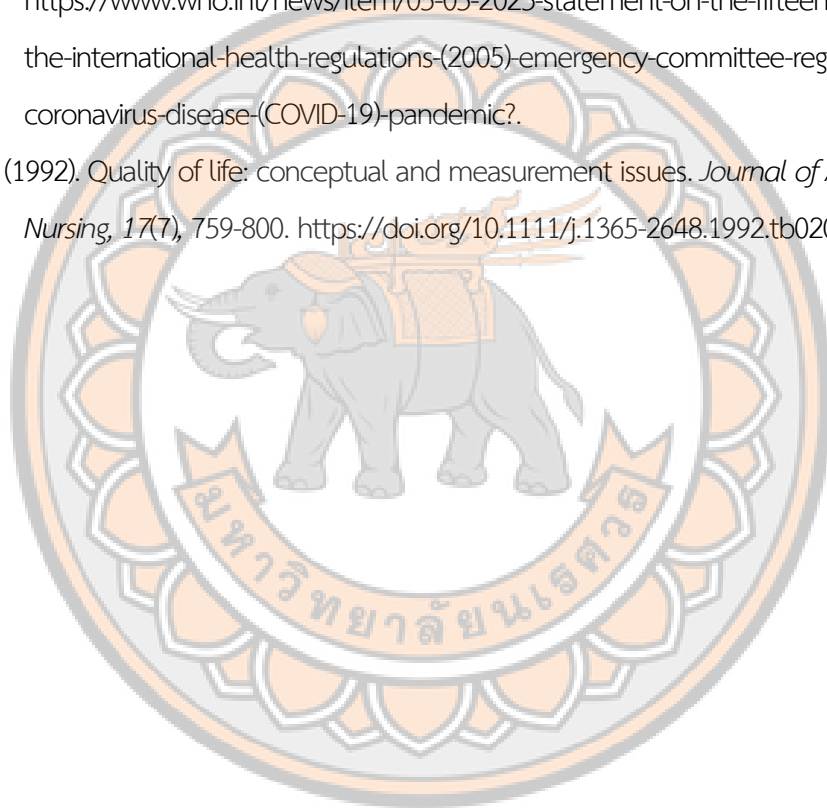 https://www.who.int/news/item/05-05-2023-statement-on-the-fifteen
the-international-health-regulations-(2005)-emergency-committee-reg
coronavirus-disease-(COVID-19)-pandemic?.
(1992). Quality of life: conceptual and measurement issues. Journal of A
Nursing, 17(7), 759-800. https://doi.org/10.1111/j.1365-2648.1992.tb020
มหาวิทยาลัยนเรศวร